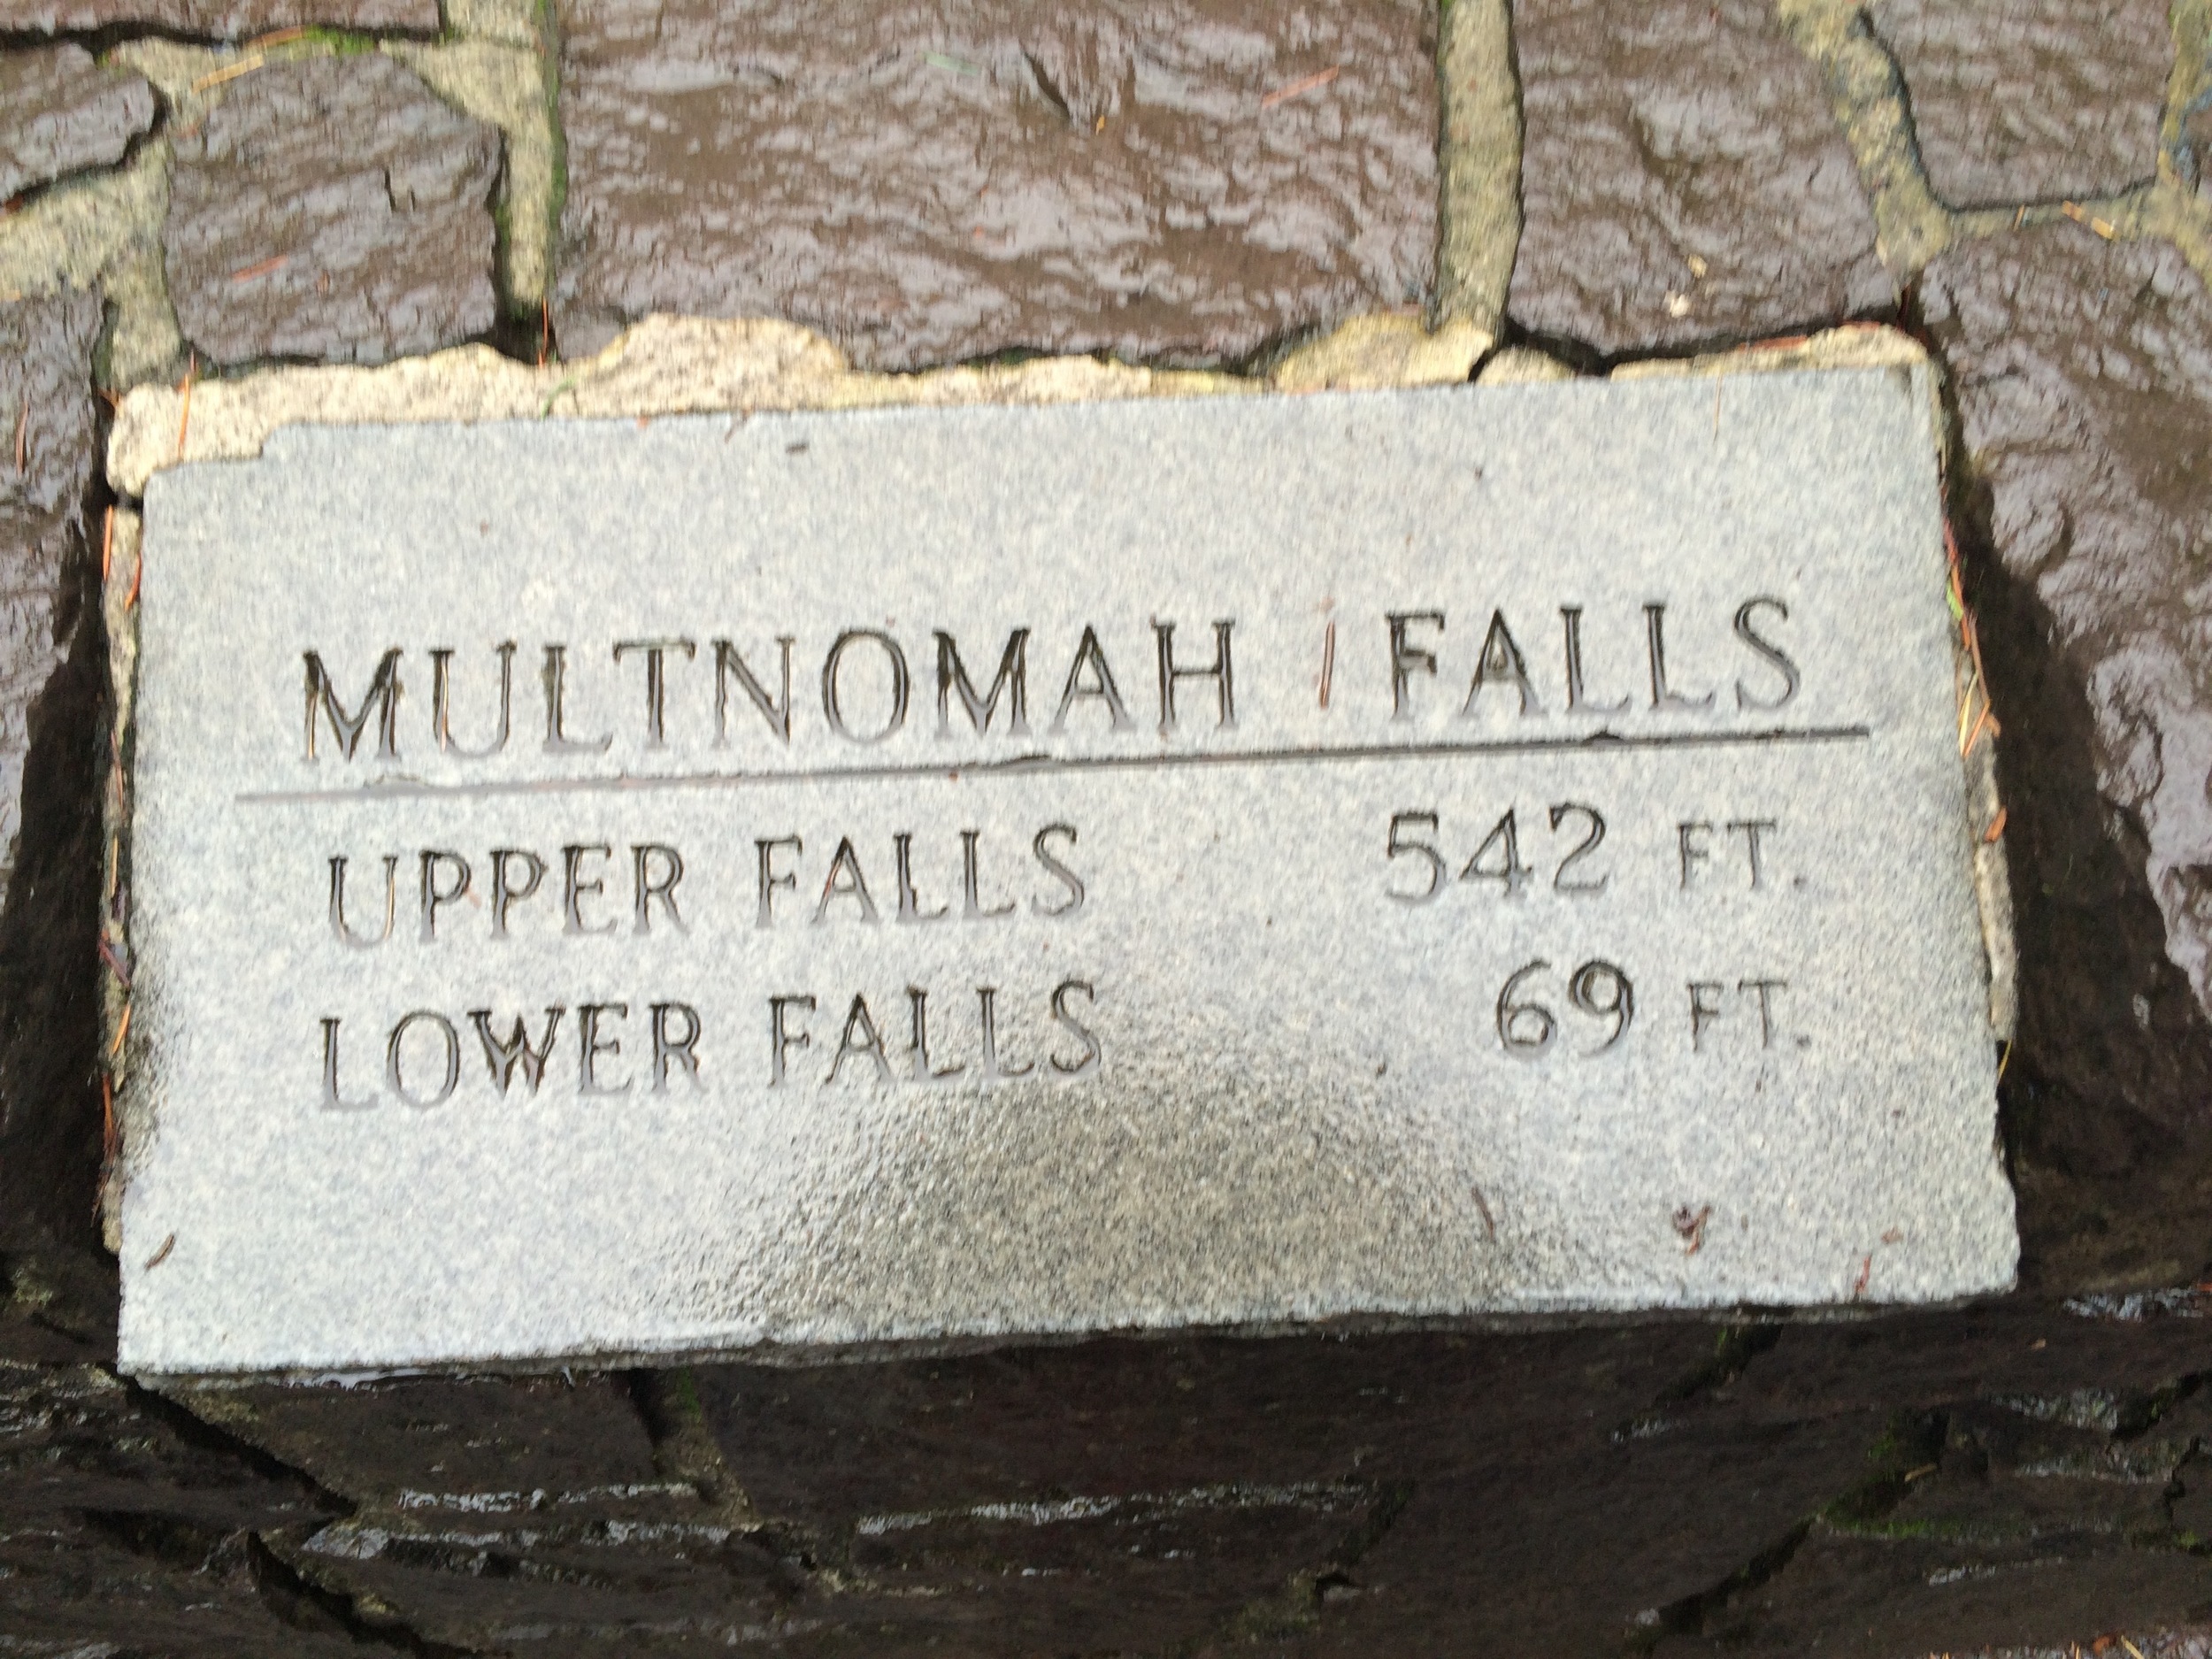 MULTNOMAH FALLS
UPPER FALLS 542 FT.
LOWER FALLS 69 FT.